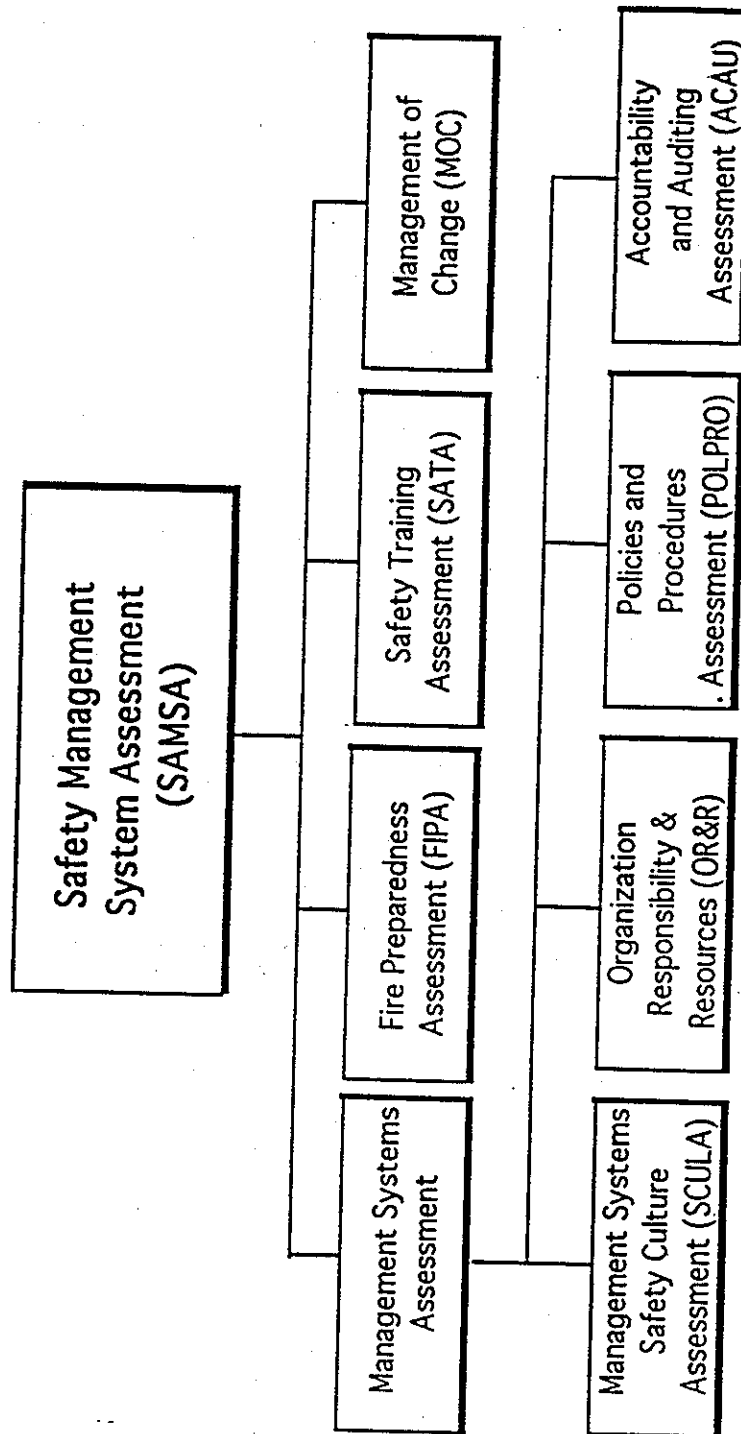 Safety Management
System Assessment
(SAMSA)
Management Systems
Assessment
Fire Preparedness
Assessment (FIPA)
Safety Training
Assessment (SATA)
Management of
Change (MOC)
Management Systems
Safety Culture
Assessment (SCULA)
Organization
Responsibility &
Resources (OR&R)
Policies and
Procedures
. Assessment (POLPRO)
Accountability
and Auditing
Assessment (ACAU)